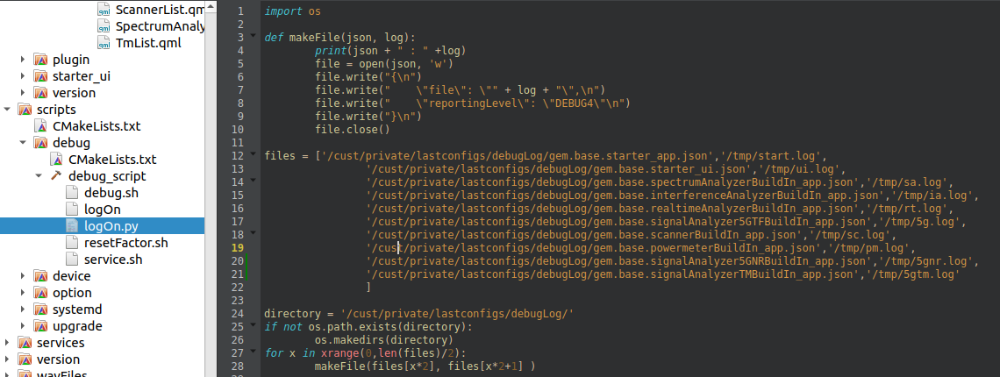 ScannerList.qm
SpectrumAnaly
TmList.qml
plugin
starter_ui
version
scripts
CMakeLists.txt
debug
CMakeLists.txt
debug_script
debug.sh
logOn
logOn.py
resetFactor.sh
service.sh
device
option
systemd
upgrade
services
version
wavFiles
1 import os
2
3 def makeFile(json, log):
4         print(json + " : " +log)
5         file = open(json, 'w')
6         file.write("{\n")
7         file.write("    \"file\": \"" + log + "\",\n")
8         file.write("    \"reportingLevel\": \"DEBUG4\"\n")
9         file.write("}\n")
10         file.close()
11
12 files = ['/cust/private/lastconfigs/debugLog/gem.base.starter_app.json','/tmp/start.log',
13                 '/cust/private/lastconfigs/debugLog/gem.base.starter_ui.json','/tmp/ui.log',
14                 '/cust/private/lastconfigs/debugLog/gem.base.spectrumAnalyzerBuildIn_app.json','/tmp/sa.log',
15                 '/cust/private/lastconfigs/debugLog/gem.base.interferenceAnalyzerBuildIn_app.json','/tmp/ia.log',
16                 '/cust/private/lastconfigs/debugLog/gem.base.realtimeAnalyzerBuildIn_app.json','/tmp/rt.log',
17                 '/cust/private/lastconfigs/debugLog/gem.base.signalAnalyzer5GTFBuildIn_app.json','/tmp/5g.log',
18                 '/cust/private/lastconfigs/debugLog/gem.base.scannerBuildIn_app.json','/tmp/sc.log',
19                 '/cust/private/lastconfigs/debugLog/gem.base.powermeterBuildIn_app.json','/tmp/pm.log',
20                 '/cust/private/lastconfigs/debugLog/gem.base.signalAnalyzer5GNRBuildIn_app.json','/tmp/5gnr.log',
21                 '/cust/private/lastconfigs/debugLog/gem.base.signalAnalyzerTMBuildIn_app.json','/tmp/5gtm.log'
22                 ]
23
24 directory = '/cust/private/lastconfigs/debugLog/'
25 if not os.path.exists(directory):
26         os.makedirs(directory)
27 for x in xrange(0,len(files)/2):
28         makeFile(files[x*2], files[x*2+1] )